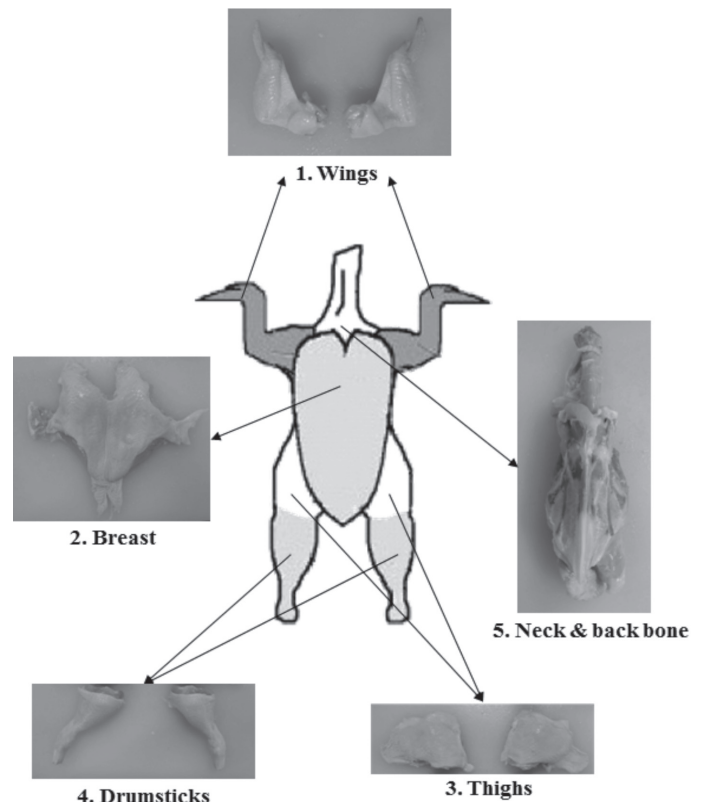 1. Wings
2. Breast
5. Neck & back bone
3. Thighs
4. Drumsticks